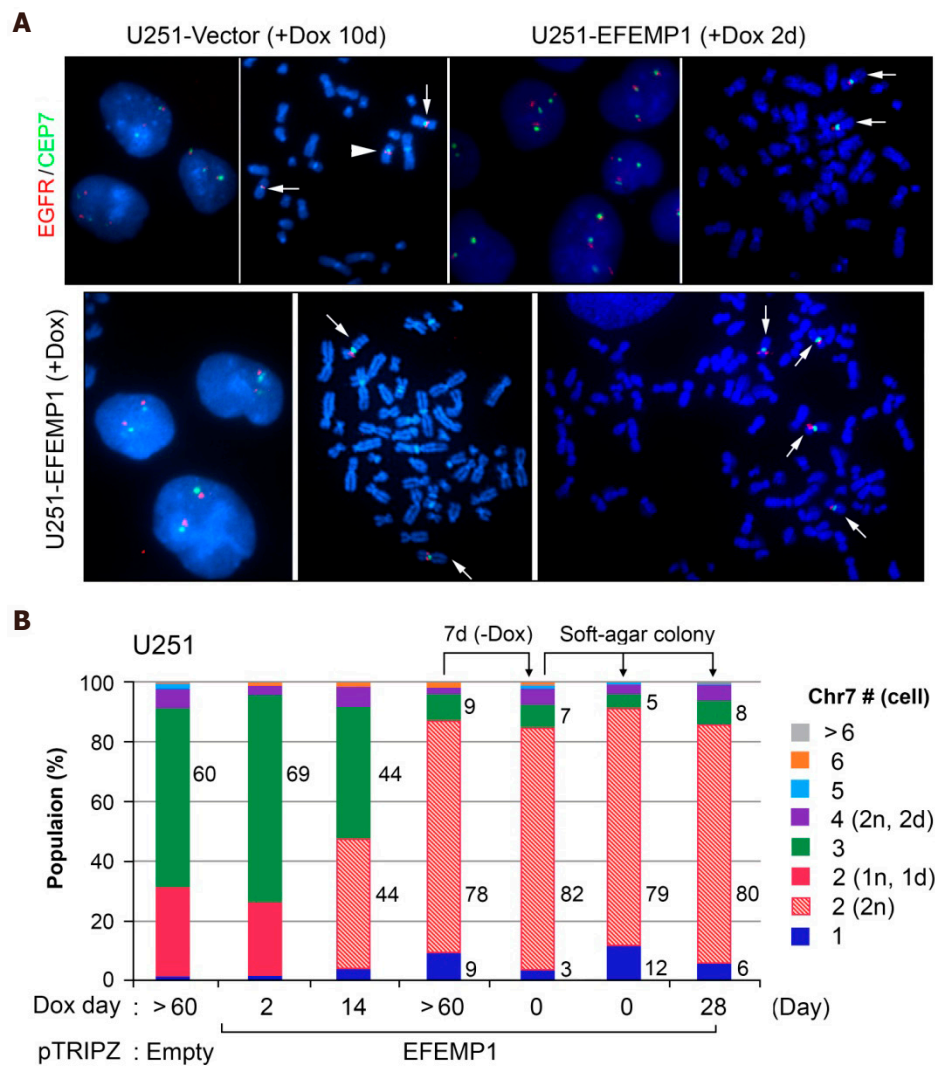 A
U251-Vector (+Dox 10d)
U251-EFEMP1 (+Dox 2d)
EGFR/CEP7
U251-EFEMP1 (+Dox)
B
U251
7d (-Dox)
Soft-agar colony
Populaion (%)
100
80
60
40
20
0
60
69
44
44
9
78
9
7
82
3
5
79
12
8
80
6
Chr7 # (cell)
>6
6
5
4 (2n, 2d)
3
2 (1n, 1d)
2 (2n)
1
Dox day : >60 2 14 >60 0 0 28 (Day)
pTRIPZ : Empty EFEMP1